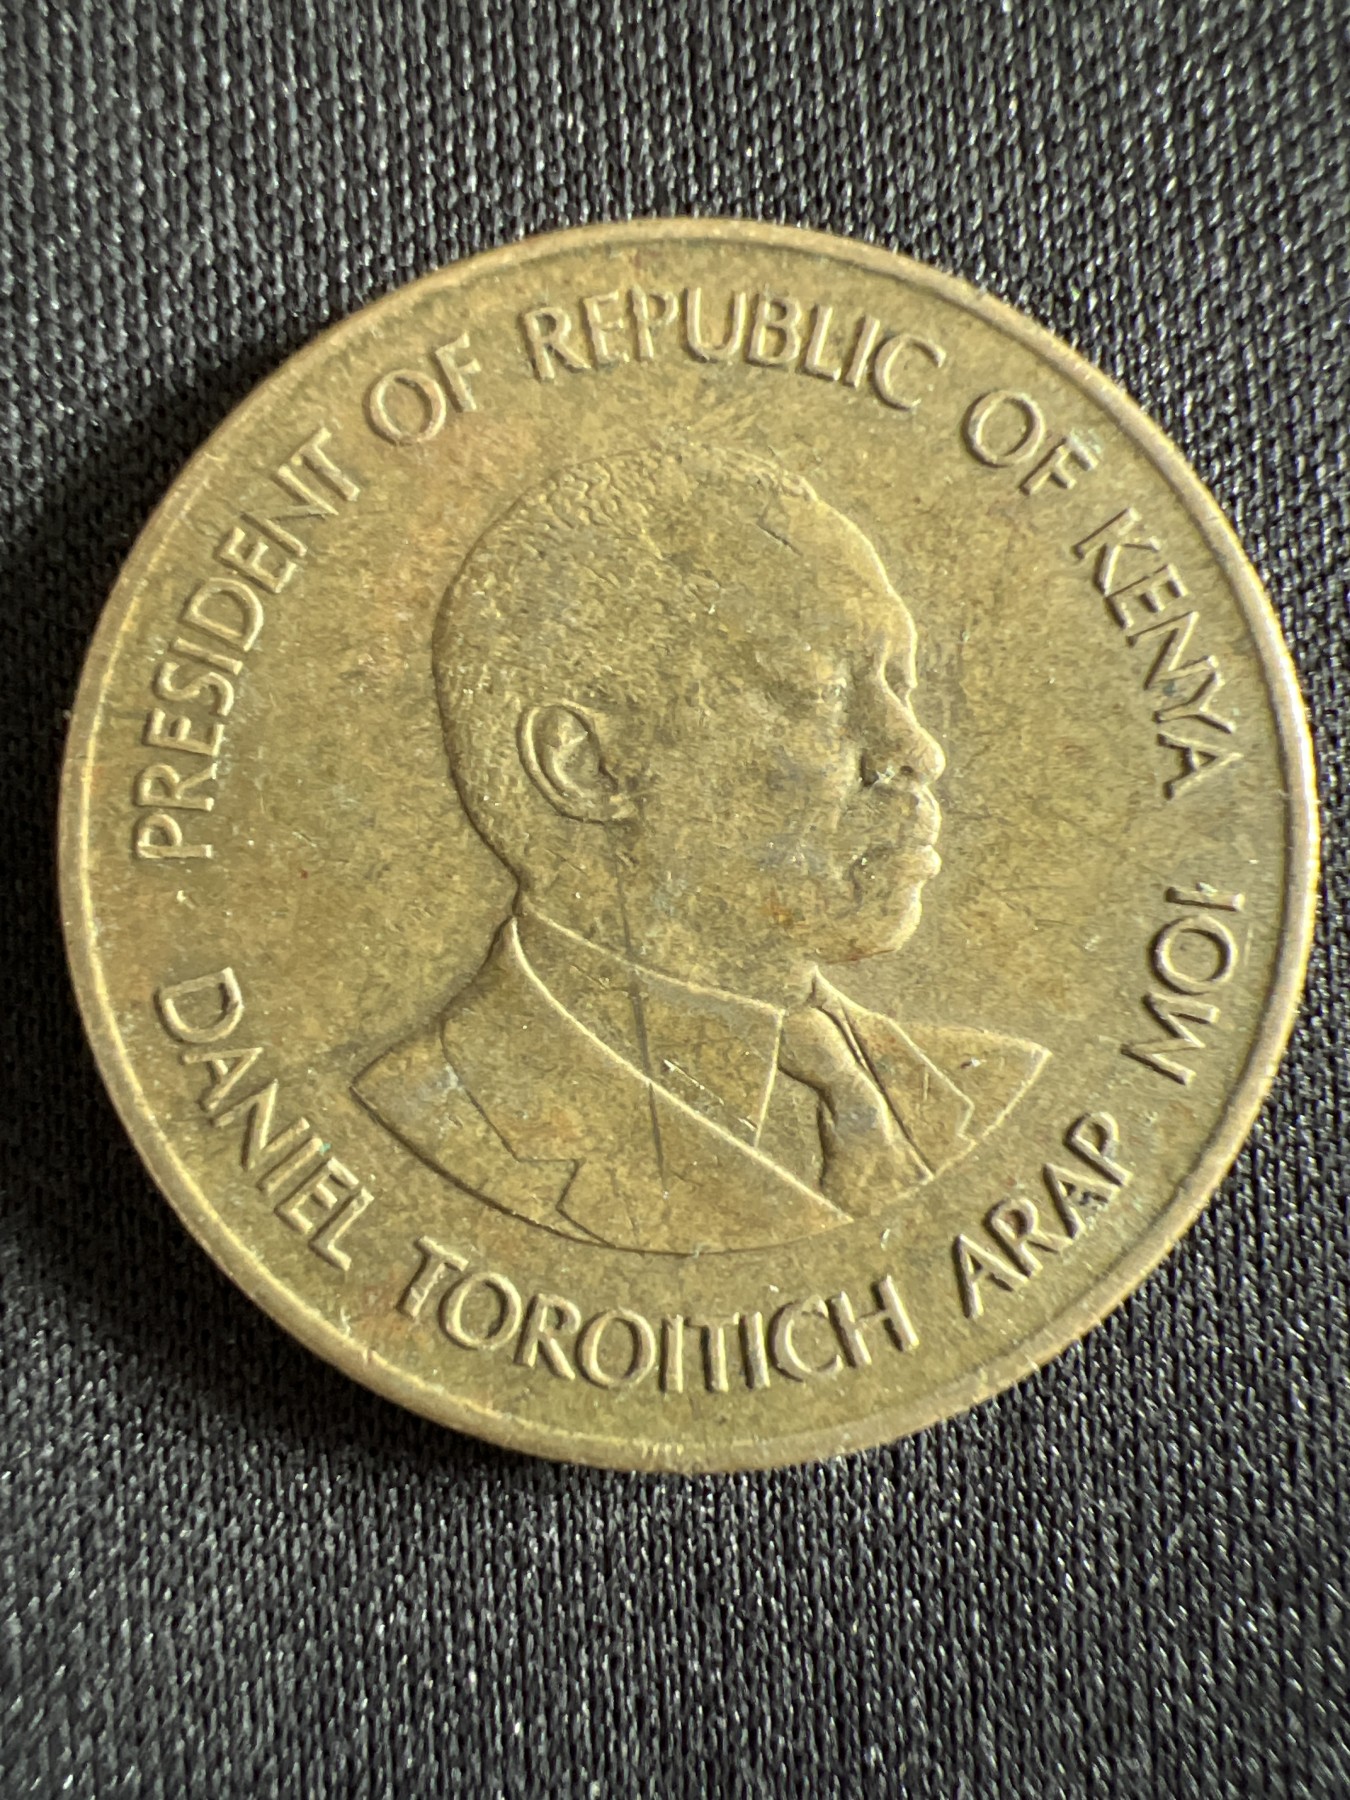 PRESIDENT OF REPUBLIC OF KENYA
DANIEL TOROITICH ARAP MOI